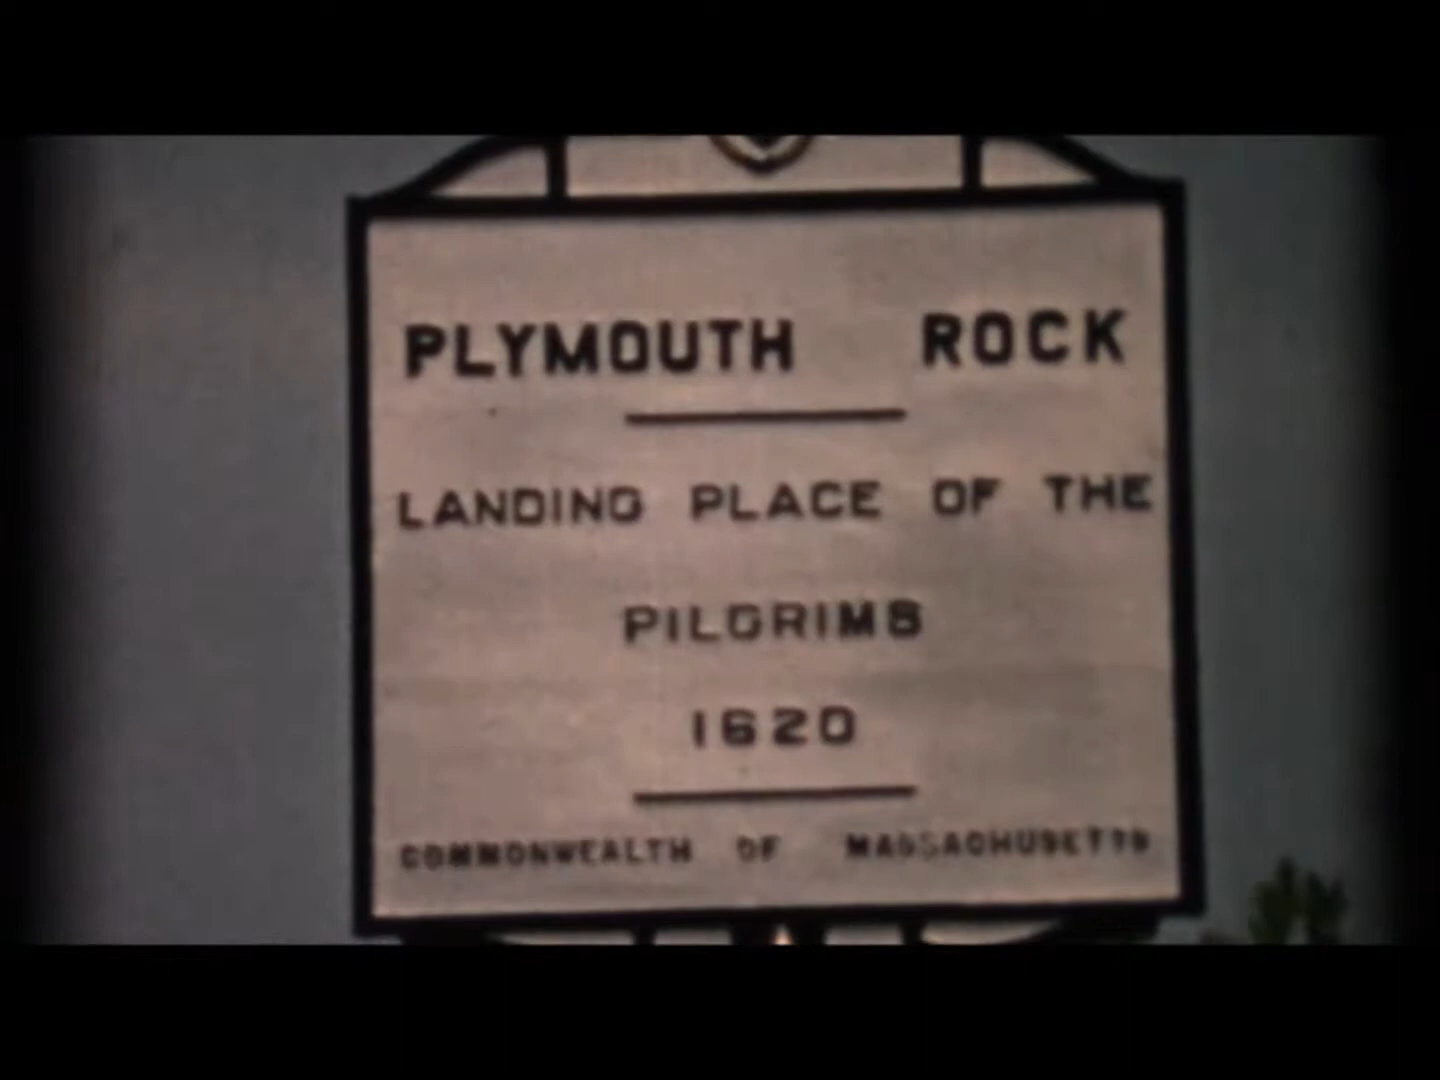 PLYMOUTH ROCK
LANDING PLACE OF THE
PILGRIMS
1620
COMMONWEALTH OF MASSACHUSETTS